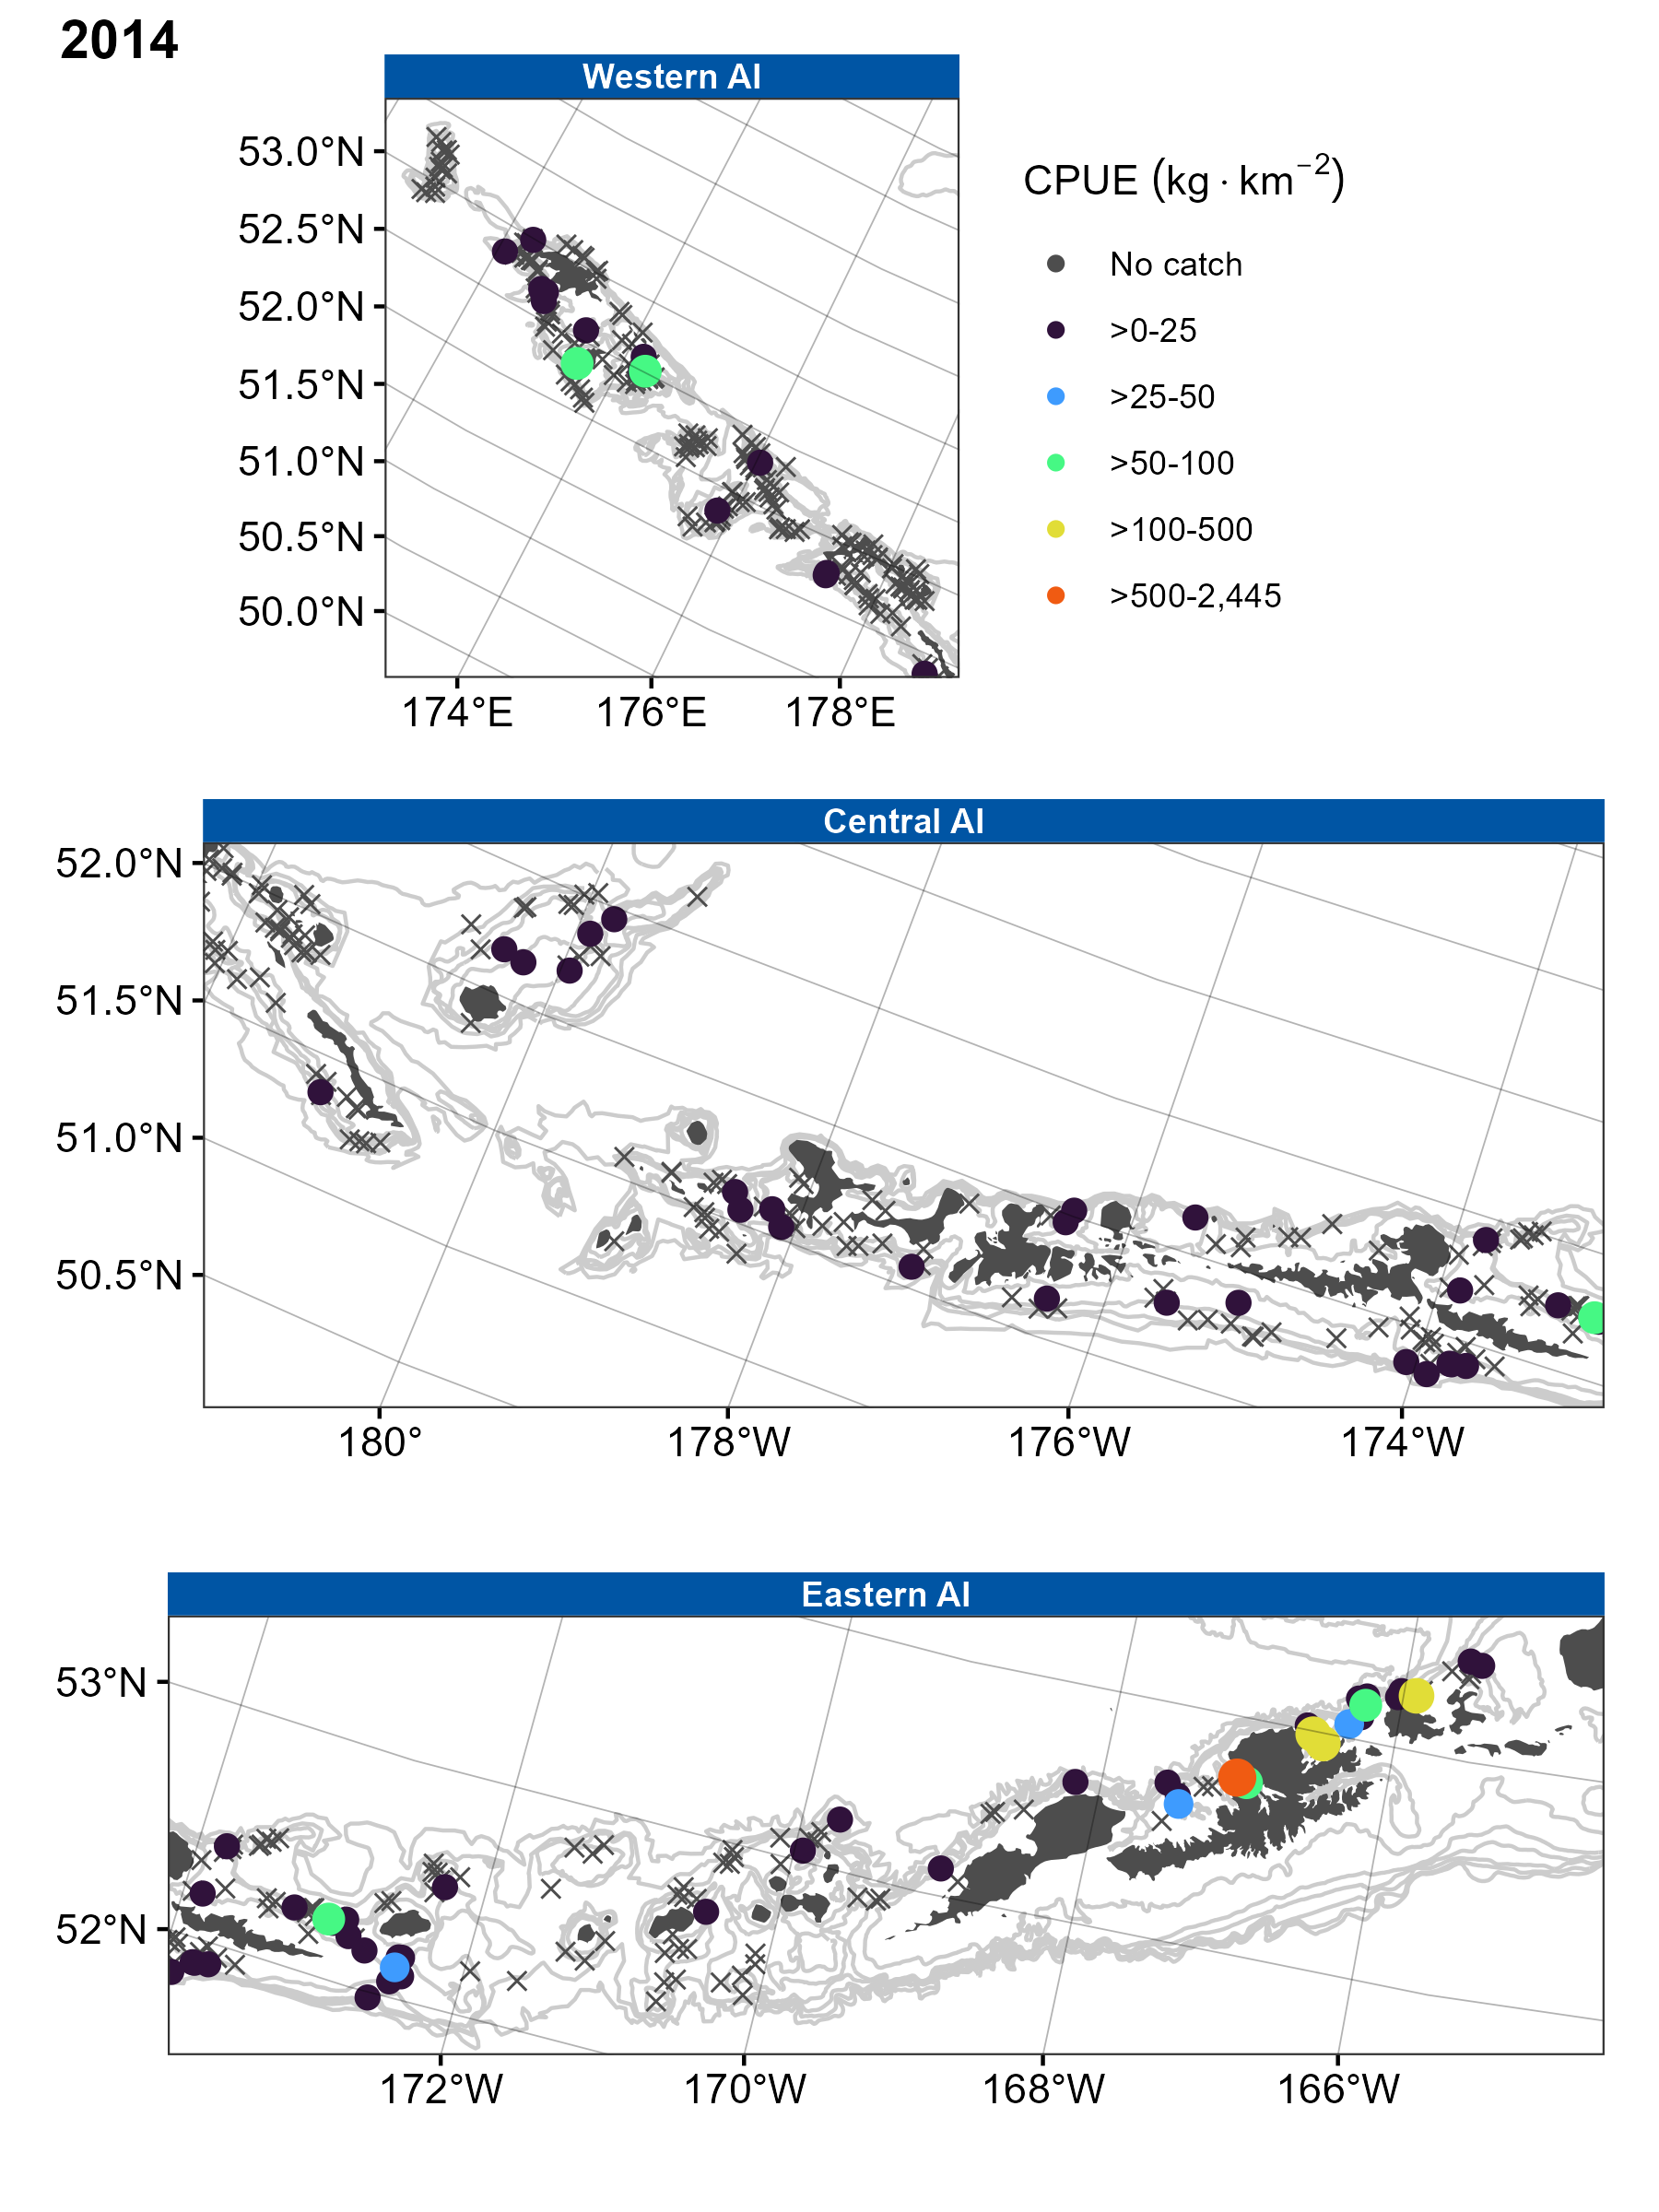 2014
Western AI
53.0°N
52.5°N
52.0°N
51.5°N
51.0°N
50.5°N
50.0°N
174°E 176°E 178°E
CPUE (kg · km⁻²)
No catch
>0-25
>25-50
>50-100
>100-500
>500-2,445
Central AI
52.0°N
51.5°N
51.0°N
50.5°N
180° 178°W 176°W 174°W
Eastern AI
53°N
52°N
172°W 170°W 168°W 166°W